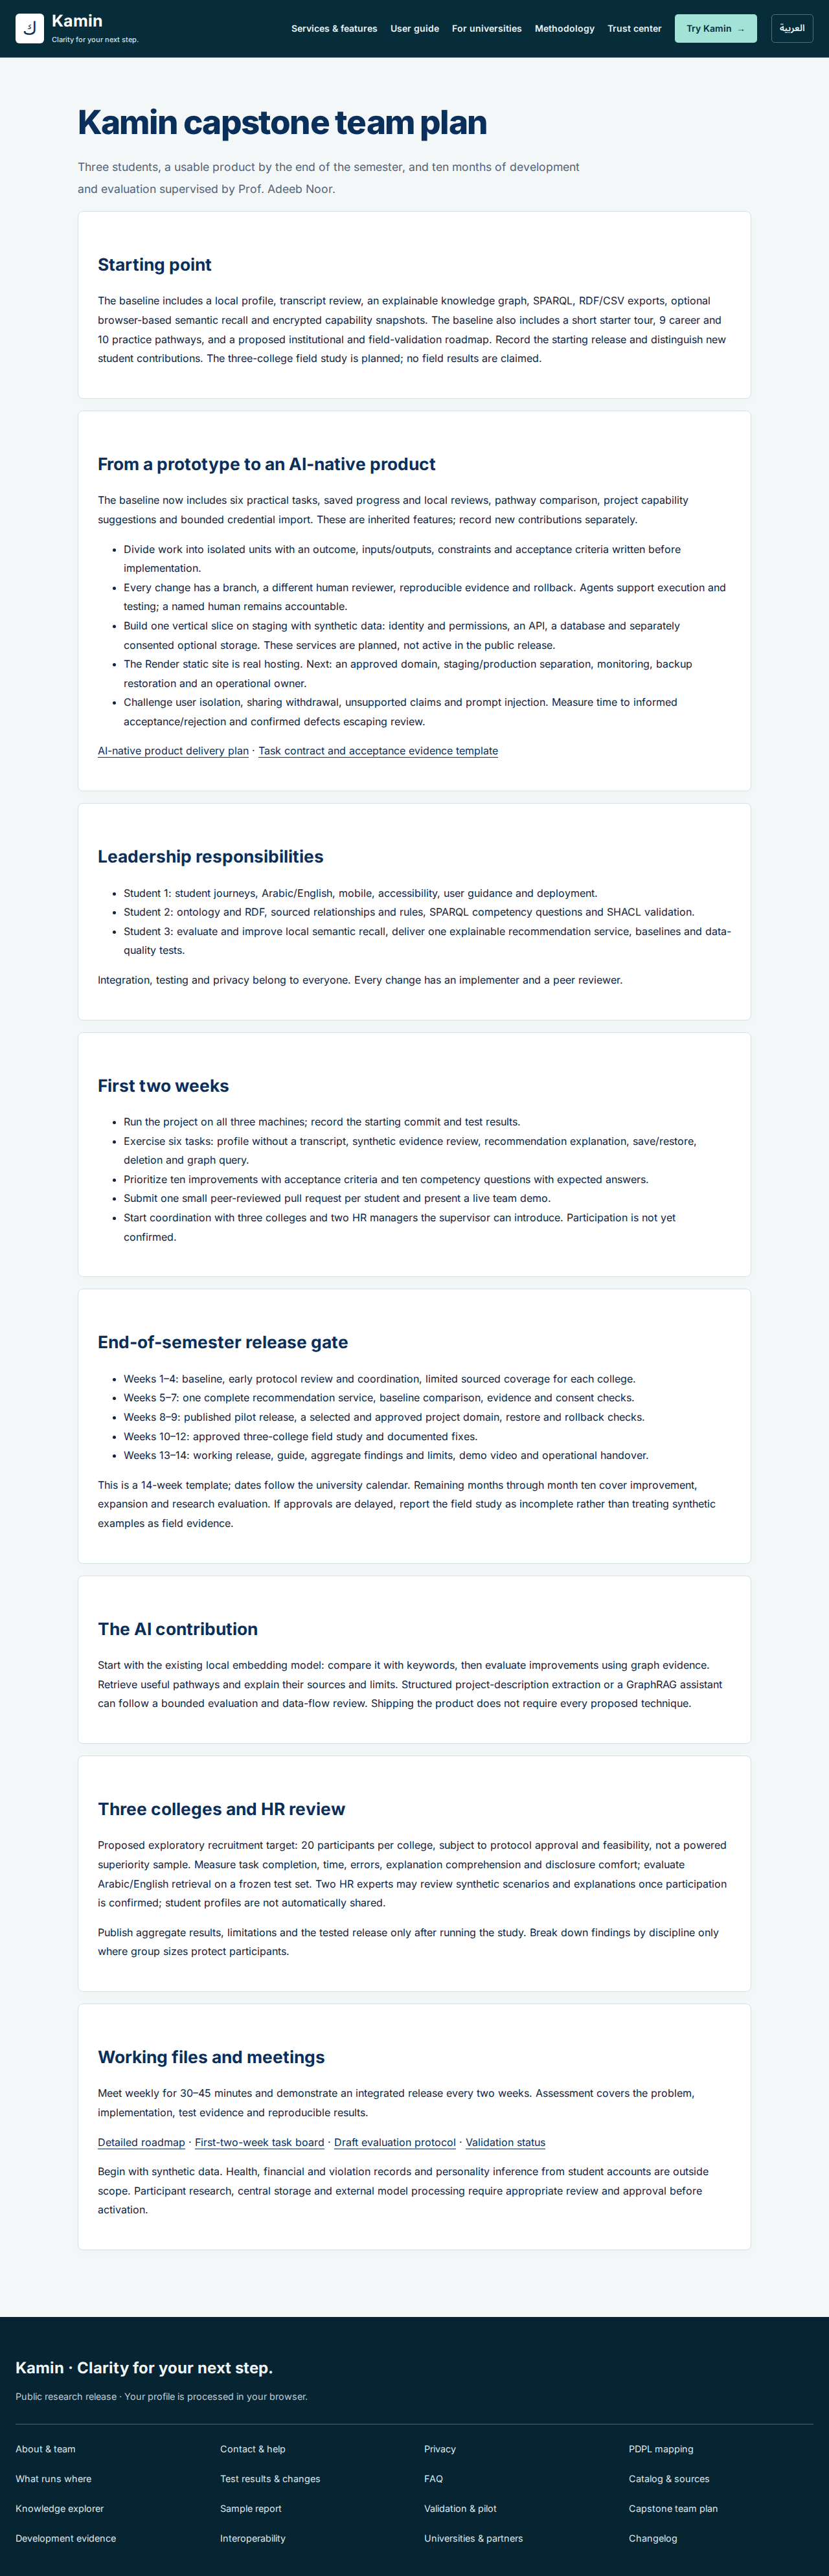 ك
Kamin
Clarity for your next step.
Services & features
User guide
For universities
Methodology
Trust center
Try Kamin →
العربية
Kamin capstone team plan
Three students, a usable product by the end of the semester, and ten months of development
and evaluation supervised by Prof. Adeeb Noor.
Starting point
The baseline includes a local profile, transcript review, an explainable knowledge graph, SPARQL, RDF/CSV exports, optional
browser-based semantic recall and encrypted capability snapshots. The baseline also includes a short starter tour, 9 career and
10 practice pathways, and a proposed institutional and field-validation roadmap. Record the starting release and distinguish new
student contributions. The three-college field study is planned; no field results are claimed.
From a prototype to an AI-native product
The baseline now includes six practical tasks, saved progress and local reviews, pathway comparison, project capability
suggestions and bounded credential import. These are inherited features; record new contributions separately.
• Divide work into isolated units with an outcome, inputs/outputs, constraints and acceptance criteria written before
implementation.
• Every change has a branch, a different human reviewer, reproducible evidence and rollback. Agents support execution and
testing; a named human remains accountable.
• Build one vertical slice on staging with synthetic data: identity and permissions, an API, a database and separately
consented optional storage. These services are planned, not active in the public release.
• The Render static site is real hosting. Next: an approved domain, staging/production separation, monitoring, backup
restoration and an operational owner.
• Challenge user isolation, sharing withdrawal, unsupported claims and prompt injection. Measure time to informed
acceptance/rejection and confirmed defects escaping review.
AI-native product delivery plan · Task contract and acceptance evidence template
Leadership responsibilities
• Student 1: student journeys, Arabic/English, mobile, accessibility, user guidance and deployment.
• Student 2: ontology and RDF, sourced relationships and rules, SPARQL competency questions and SHACL validation.
• Student 3: evaluate and improve local semantic recall, deliver one explainable recommendation service, baselines and data-
quality tests.
Integration, testing and privacy belong to everyone. Every change has an implementer and a peer reviewer.
First two weeks
• Run the project on all three machines; record the starting commit and test results.
• Exercise six tasks: profile without a transcript, synthetic evidence review, recommendation explanation, save/restore,
deletion and graph query.
• Prioritize ten improvements with acceptance criteria and ten competency questions with expected answers.
• Submit one small peer-reviewed pull request per student and present a live team demo.
• Start coordination with three colleges and two HR managers the supervisor can introduce. Participation is not yet
confirmed.
End-of-semester release gate
• Weeks 1–4: baseline, early protocol review and coordination, limited sourced coverage for each college.
• Weeks 5–7: one complete recommendation service, baseline comparison, evidence and consent checks.
• Weeks 8–9: published pilot release, a selected and approved project domain, restore and rollback checks.
• Weeks 10–12: approved three-college field study and documented fixes.
• Weeks 13–14: working release, guide, aggregate findings and limits, demo video and operational handover.
This is a 14-week template; dates follow the university calendar. Remaining months through month ten cover improvement,
expansion and research evaluation. If approvals are delayed, report the field study as incomplete rather than treating synthetic
examples as field evidence.
The AI contribution
Start with the existing local embedding model: compare it with keywords, then evaluate improvements using graph evidence.
Retrieve useful pathways and explain their sources and limits. Structured project-description extraction or a GraphRAG assistant
can follow a bounded evaluation and data-flow review. Shipping the product does not require every proposed technique.
Three colleges and HR review
Proposed exploratory recruitment target: 20 participants per college, subject to protocol approval and feasibility, not a powered
superiority sample. Measure task completion, time, errors, explanation comprehension and disclosure comfort; evaluate
Arabic/English retrieval on a frozen test set. Two HR experts may review synthetic scenarios and explanations once participation
is confirmed; student profiles are not automatically shared.
Publish aggregate results, limitations and the tested release only after running the study. Break down findings by discipline only
where group sizes protect participants.
Working files and meetings
Meet weekly for 30–45 minutes and demonstrate an integrated release every two weeks. Assessment covers the problem,
implementation, test evidence and reproducible results.
Detailed roadmap · First-two-week task board · Draft evaluation protocol · Validation status
Begin with synthetic data. Health, financial and violation records and personality inference from student accounts are outside
scope. Participant research, central storage and external model processing require appropriate review and approval before
activation.
Kamin · Clarity for your next step.
Public research release · Your profile is processed in your browser.
About & team
Contact & help
Privacy
PDPL mapping
What runs where
Test results & changes
FAQ
Catalog & sources
Knowledge explorer
Sample report
Validation & pilot
Capstone team plan
Development evidence
Interoperability
Universities & partners
Changelog